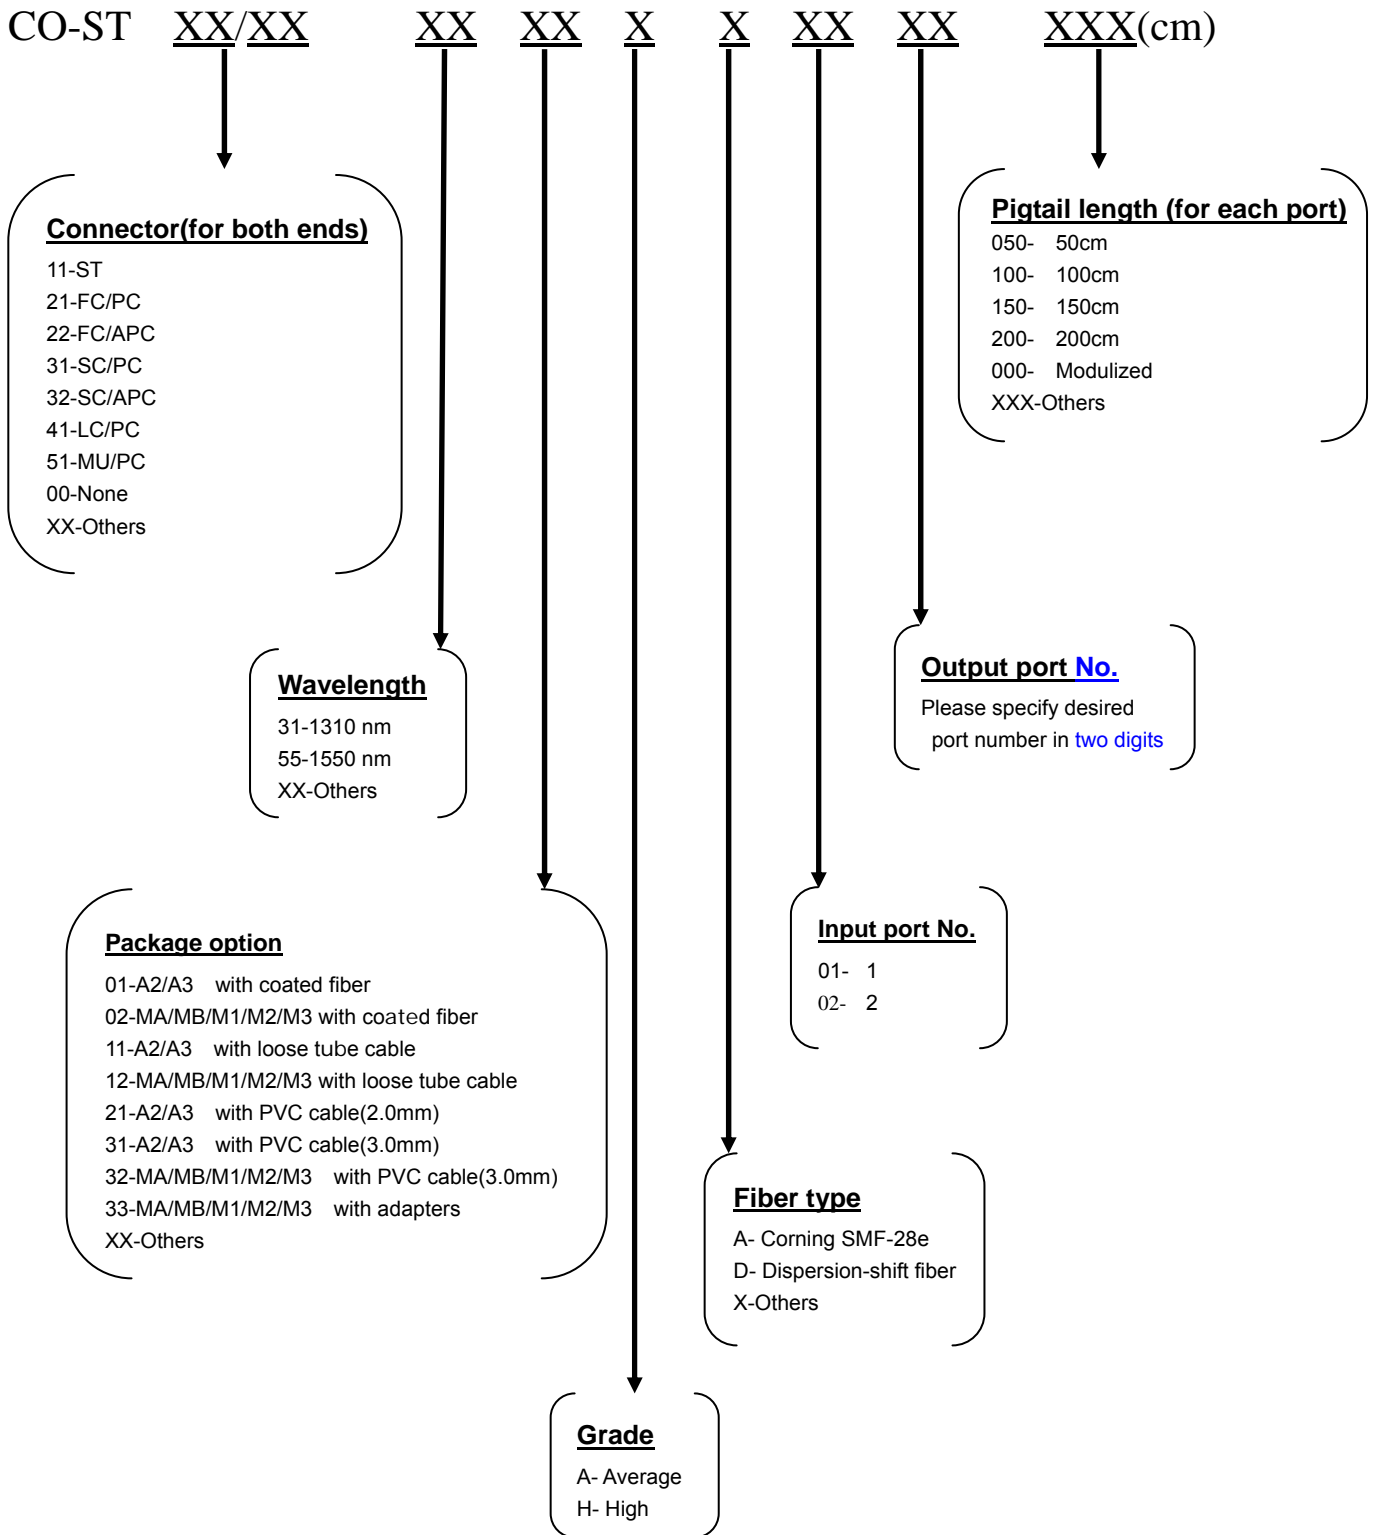 CO-ST XX/XX XX XX X X XX XX XXX(cm)
Connector(for both ends)
11-ST
21-FC/PC
22-FC/APC
31-SC/PC
32-SC/APC
41-LC/PC
51-MU/PC
00-None
XX-Others
Pigtail length (for each port)
050- 50cm
100- 100cm
150- 150cm
200- 200cm
000- Modulized
XXX-Others
Wavelength
31-1310 nm
55-1550 nm
XX-Others
Output port No.
Please specify desired
port number in two digits
Package option
01-A2/A3 with coated fiber
02-MA/MB/M1/M2/M3 with coated fiber
11-A2/A3 with loose tube cable
12-MA/MB/M1/M2/M3 with loose tube cable
21-A2/A3 with PVC cable(2.0mm)
31-A2/A3 with PVC cable(3.0mm)
32-MA/MB/M1/M2/M3 with PVC cable(3.0mm)
33-MA/MB/M1/M2/M3 with adapters
XX-Others
Input port No.
01- 1
02- 2
Fiber type
A- Corning SMF-28e
D- Dispersion-shift fiber
X-Others
Grade
A- Average
H- High